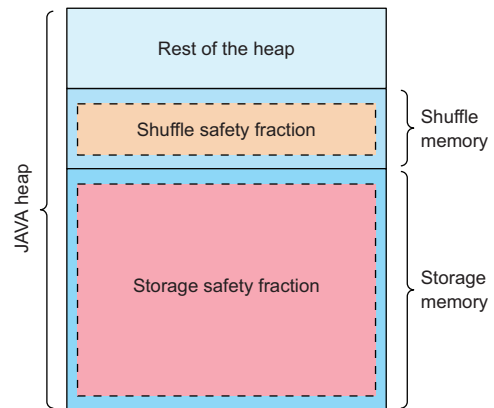 Rest of the heap
Shuffle safety fraction
Shuffle
memory
JAVA heap
Storage safety fraction
Storage
memory